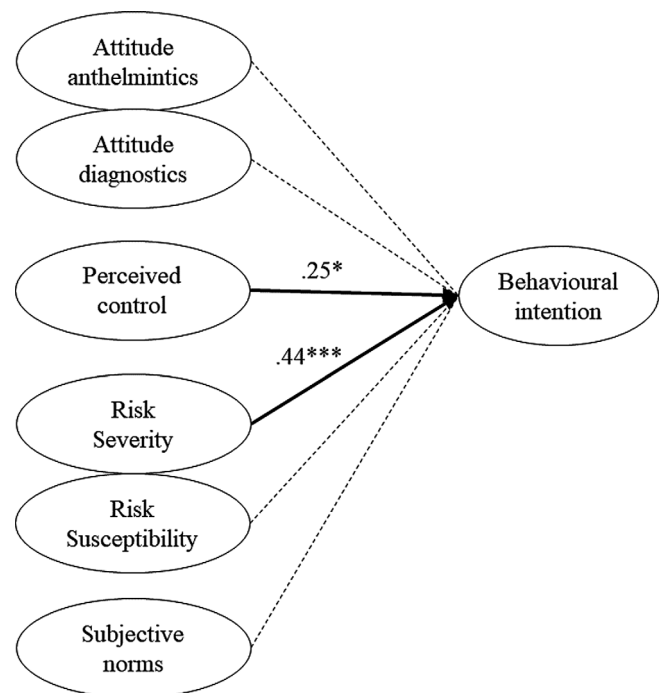 Attitude
anthelmintics
Attitude
diagnostics
Perceived
control
.25*
Behavioural
intention
.44***
Risk
Severity
Risk
Susceptibility
Subjective
norms